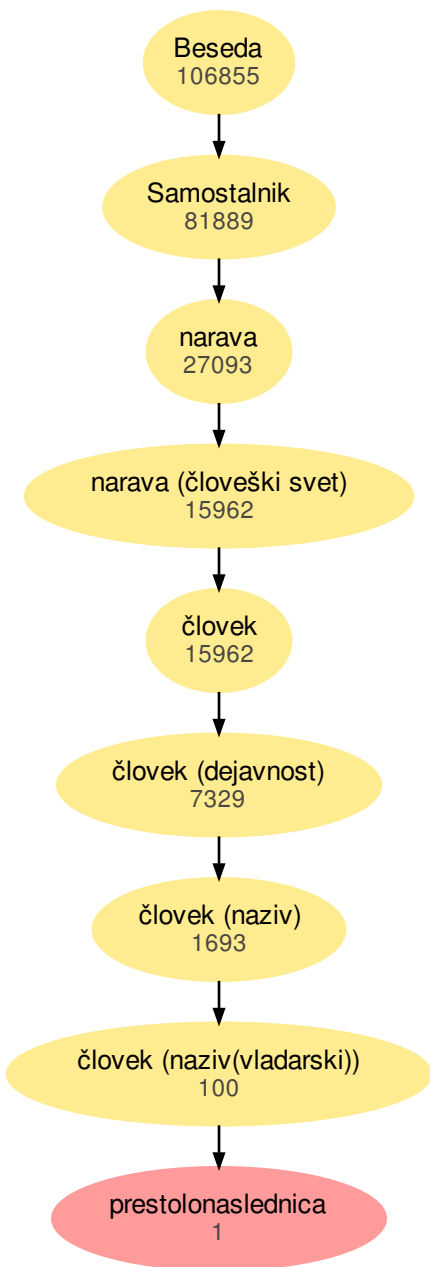 Beseda
106855
Samostalnik
81889
narava
27093
narava (človeški svet)
15962
človek
15962
človek (dejavnost)
7329
človek (naziv)
1693
človek (naziv(vladarski))
100
prestolonaslednica
1